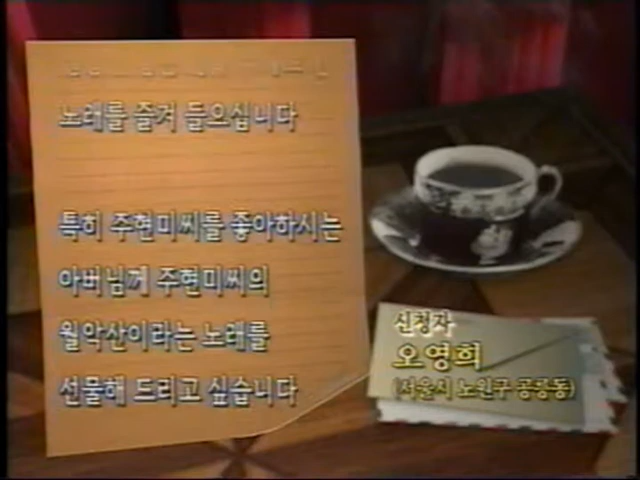 노래를 즐겨 들으십니다
특히 주현미씨를 좋아하시는
아버님께 주현미씨의
월악산이라는 노래를
선물해 드리고 싶습니다
신청자
오영희
(서울시 노원구 공릉동)